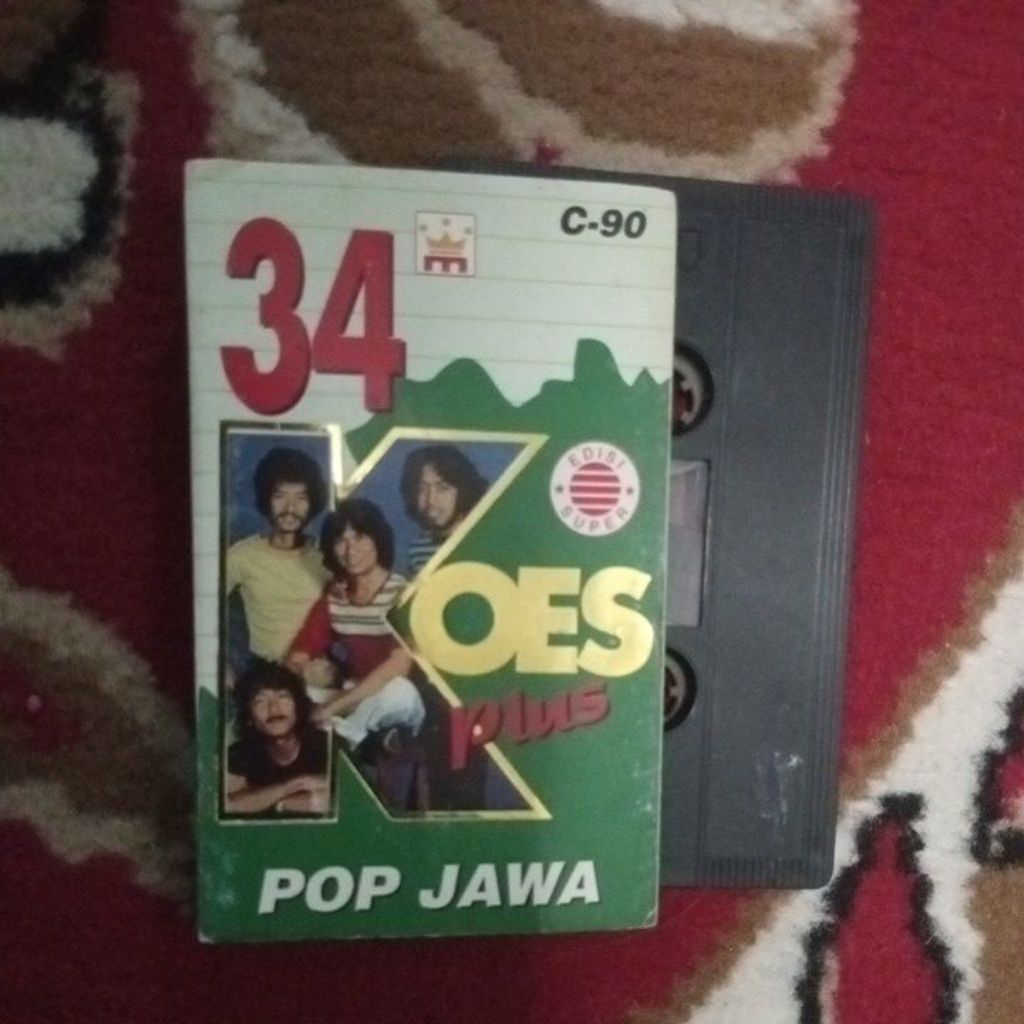 C-90
34
EDISI
SUPER
KOES
plus
POP JAWA